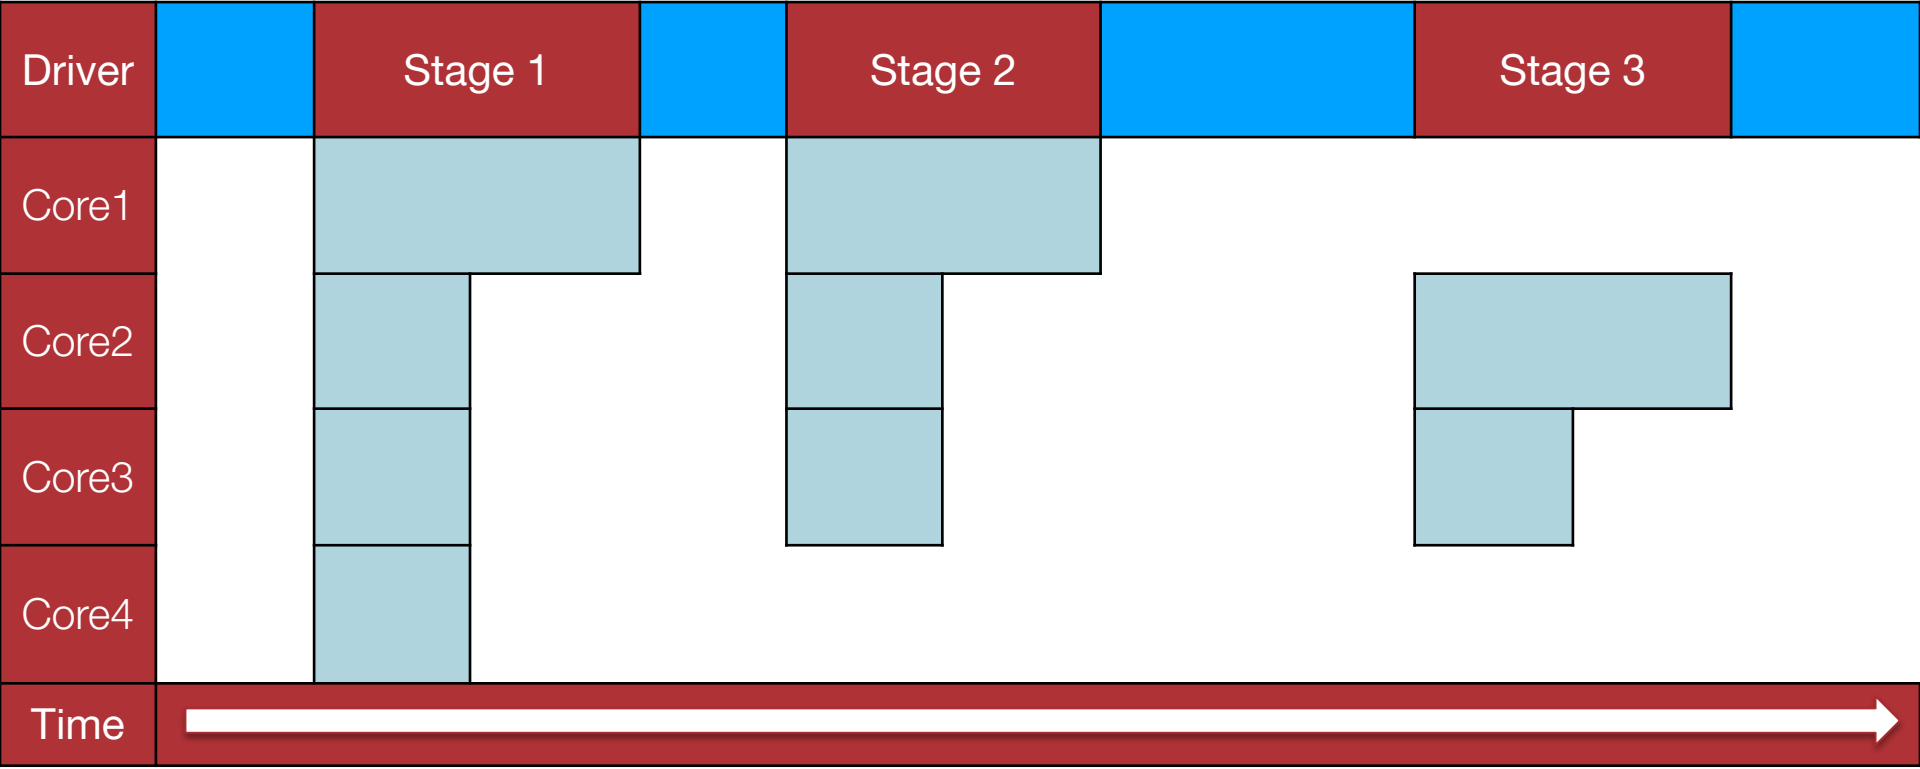 Driver
Stage 1
Stage 2
Stage 3
Core1
Core2
Core3
Core4
Time